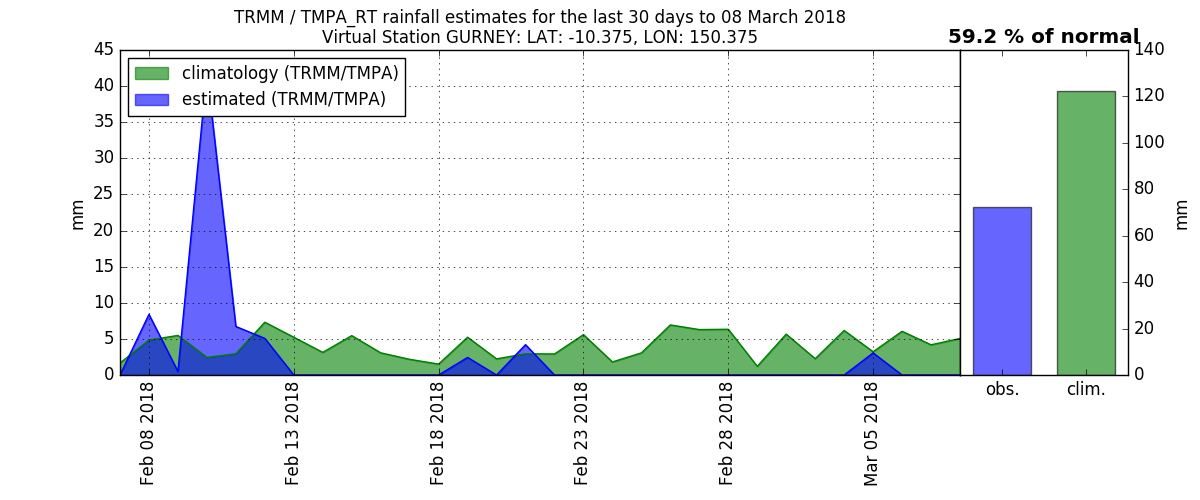 TRMM / TMPA_RT rainfall estimates for the last 30 days to 08 March 2018
Virtual Station GURNEY: LAT: -10.375, LON: 150.375
59.2 % of normal
climatology (TRMM/TMPA)
estimated (TRMM/TMPA)
45
40
35
30
25
20
15
10
5
0
mm
Feb 08 2018
Feb 13 2018
Feb 18 2018
Feb 23 2018
Feb 28 2018
Mar 05 2018
140
120
100
80
60
40
20
0
mm
obs.
clim.